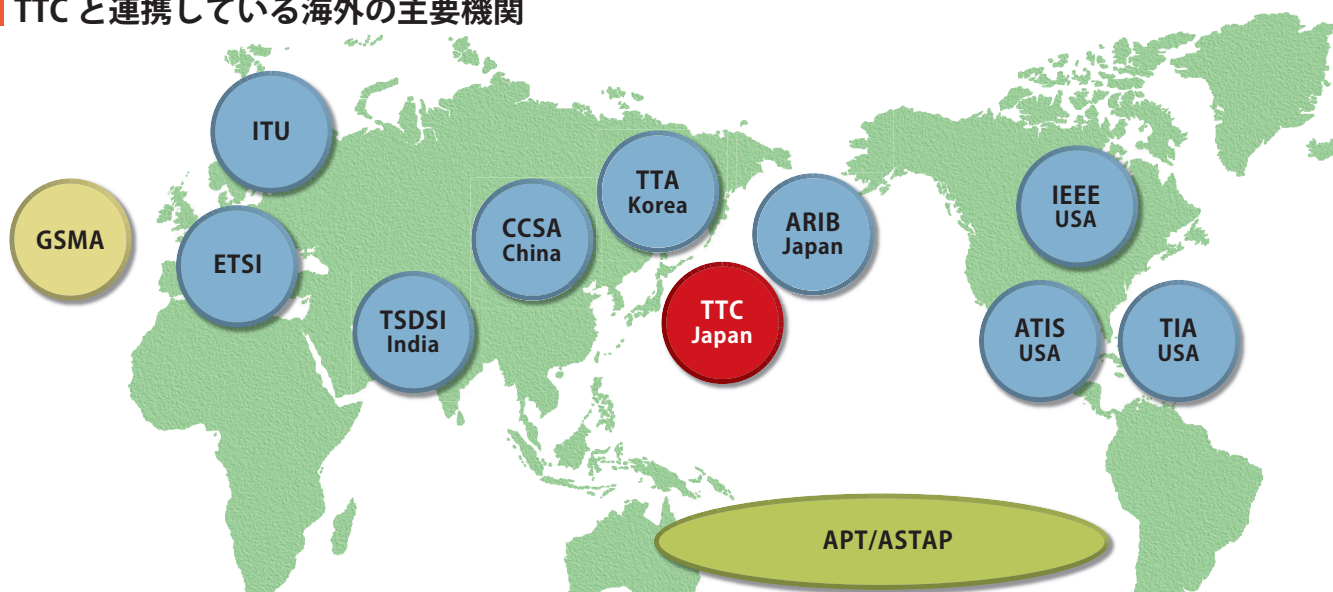 TTC と連携している海外の主要機関
ITU
GSMA
ETSI
TSDSI
India
CCSA
China
TTA
Korea
ARIB
Japan
TTC
Japan
IEEE
USA
ATIS
USA
TIA
USA
APT/ASTAP